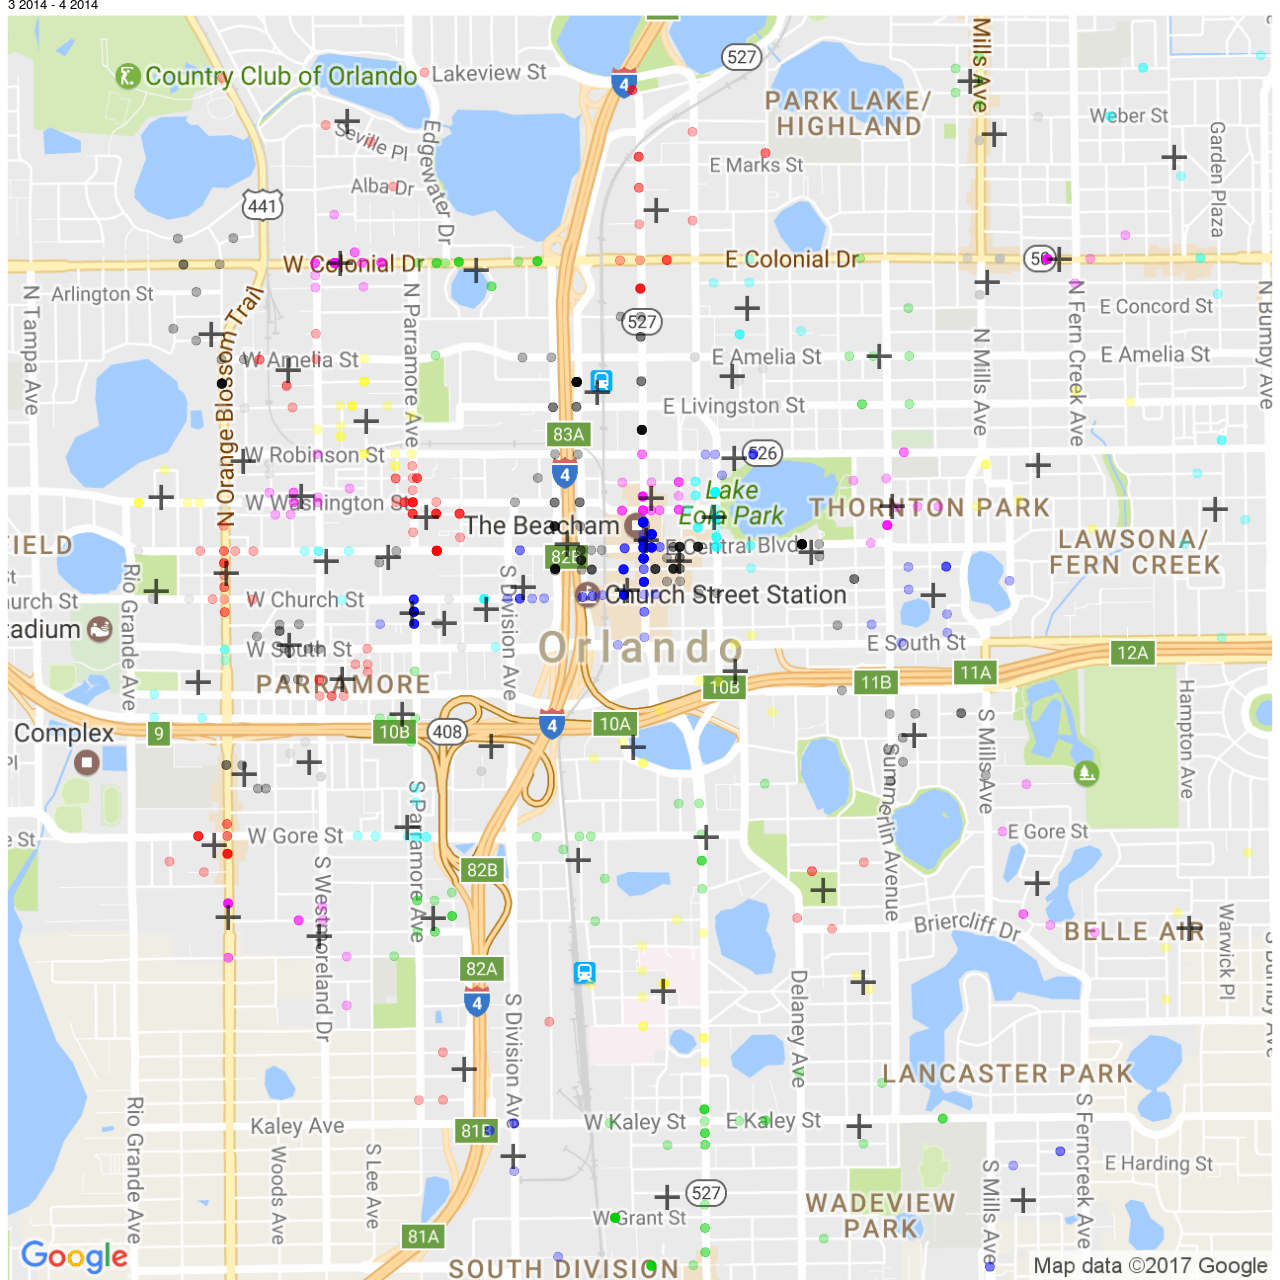 3 2014 - 4 2014
Country Club of Orlando
Lakeview St
527
4
Mills Ave
PARK LAKE/
HIGHLAND
Weber St
Garden Plaza
Seville Pl
Edgewater Dr
E Marks St
Alba Dr
441
W Colonial Dr
E Colonial Dr
50
Arlington St
N Tampa Ave
N Orange Blossom Trail
N Parramore Ave
527
E Concord St
N Fern Creek Ave
N Bumby Ave
W Amelia St
E Amelia St
E Amelia St
N Mills Ave
E Livingston St
83A
W Robinson St
526
4
W Washington St
Lake
Eola Park
THORNTON PARK
The Beacham
FIELD
82B
E Central Blvd
LAWSONA/
FERN CREEK
Rio Grande Ave
S Division Ave
W Church St
Church Street Station
urch St
tadium
W South St
Orlando
E South St
12A
11A
11B
10B
PARRAMORE
10A
4
408
10B
9
Complex
Pl
Hampton Ave
S Mills Ave
Summerlin Avenue
S Parramore Ave
W Gore St
e St
E Gore St
82B
S Westmoreland Dr
Briercliff Dr
BELLE AIR
Warwick Pl
S Bumby Ave
82A
4
S Division Ave
Delaney Ave
LANCASTER PARK
Rio Grande Ave
Kaley Ave
81B
W Kaley St
E Kaley St
S Ferncreek Ave
Woods Ave
S Lee Ave
S Mills Ave
E Harding St
527
WADEVIEW
PARK
W Grant St
81A
SOUTH DIVISION
Google
Map data ©2017 Google